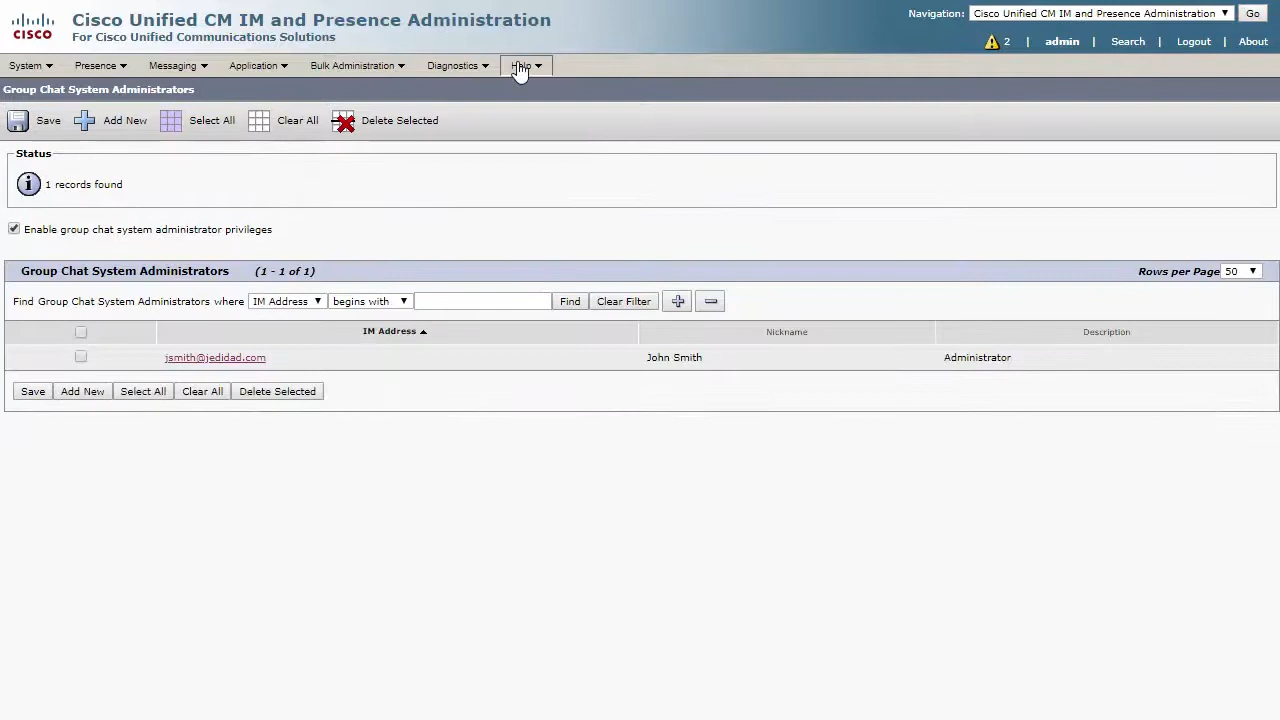 Cisco Unified CM IM and Presence Administration
For Cisco Unified Communications Solutions
CISCO
Navigation: Cisco Unified CM IM and Presence Administration Go
2 | admin | Search | Logout | About
System Presence Messaging Application Bulk Administration Diagnostics
Group Chat System Administrators
Save Add New Select All Clear All Delete Selected
Status
1 records found
Enable group chat system administrator privileges
Group Chat System Administrators (1 - 1 of 1) Rows per Page 50
Find Group Chat System Administrators where IM Address begins with Find Clear Filter
IM Address Nickname Description
jsmith@jedidad.com John Smith Administrator
Save Add New Select All Clear All Delete Selected